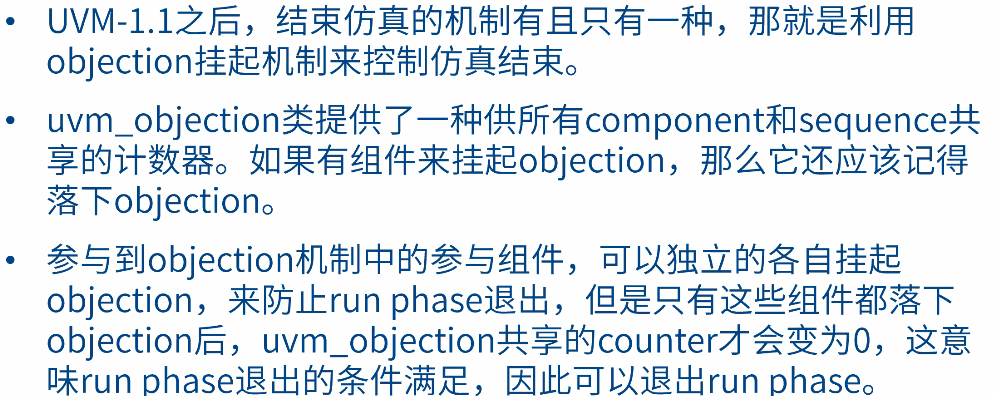 • UVM-1.1之后，结束仿真的机制有且只有一种，那就是利用
objection挂起机制来控制仿真结束。
• uvm_objection类提供了一种供所有component和sequence共
享的计数器。如果有组件来挂起objection，那么它还应该记得
落下objection。
• 参与到objection机制中的参与组件，可以独立的各自挂起
objection，来防止run phase退出，但是只有这些组件都落下
objection后，uvm_objection共享的counter才会变为0，这意
味run phase退出的条件满足，因此可以退出run phase。